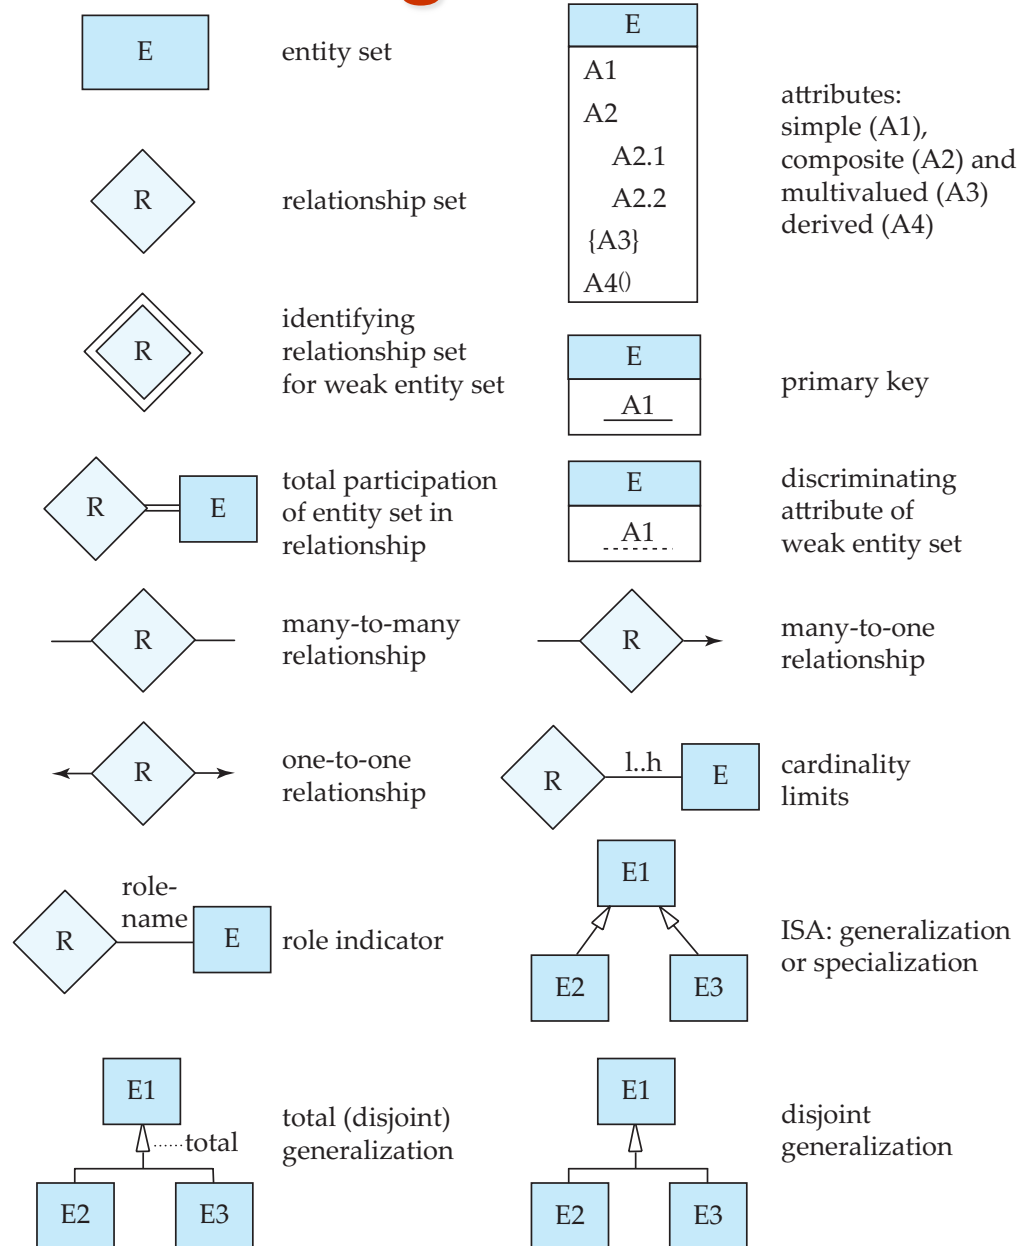 E
entity set
R
relationship set
R
identifying
relationship set
for weak entity set
R
E
total participation
of entity set in
relationship
R
many-to-many
relationship
R
one-to-one
relationship
R
role-
name
E
role indicator
E1
total
E2
E3
total (disjoint)
generalization
E
A1
A2
A2.1
A2.2
{A3}
A4()
attributes:
simple (A1),
composite (A2) and
multivalued (A3)
derived (A4)
E
A1
primary key
E
A1
discriminating
attribute of
weak entity set
R
many-to-one
relationship
R
l..h
E
cardinality
limits
E1
E2
E3
ISA: generalization
or specialization
E1
E2
E3
disjoint
generalization